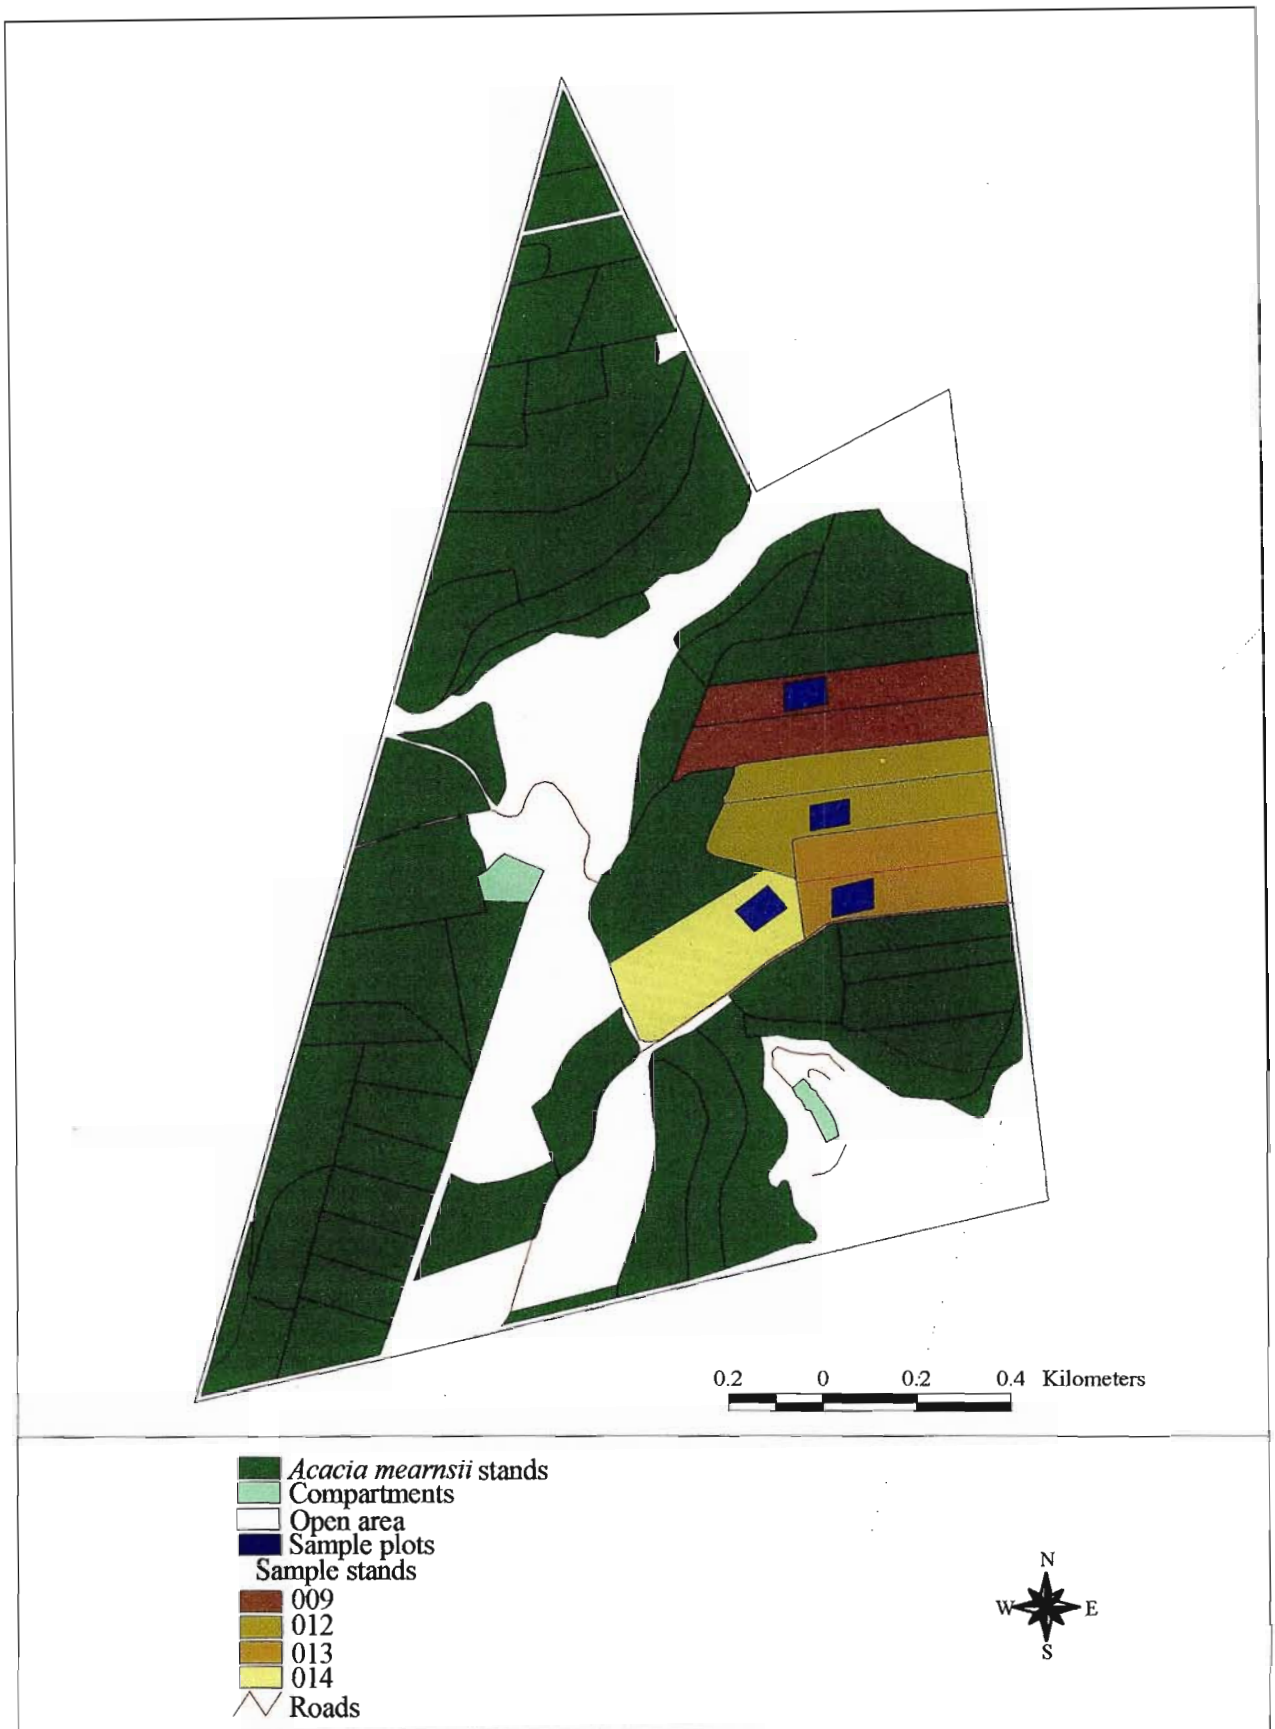 0.2 0 0.2 0.4 Kilometers
Acacia mearnsii stands
Compartments
Open area
Sample plots
Sample stands
009
012
013
014
Roads
N
W E
S